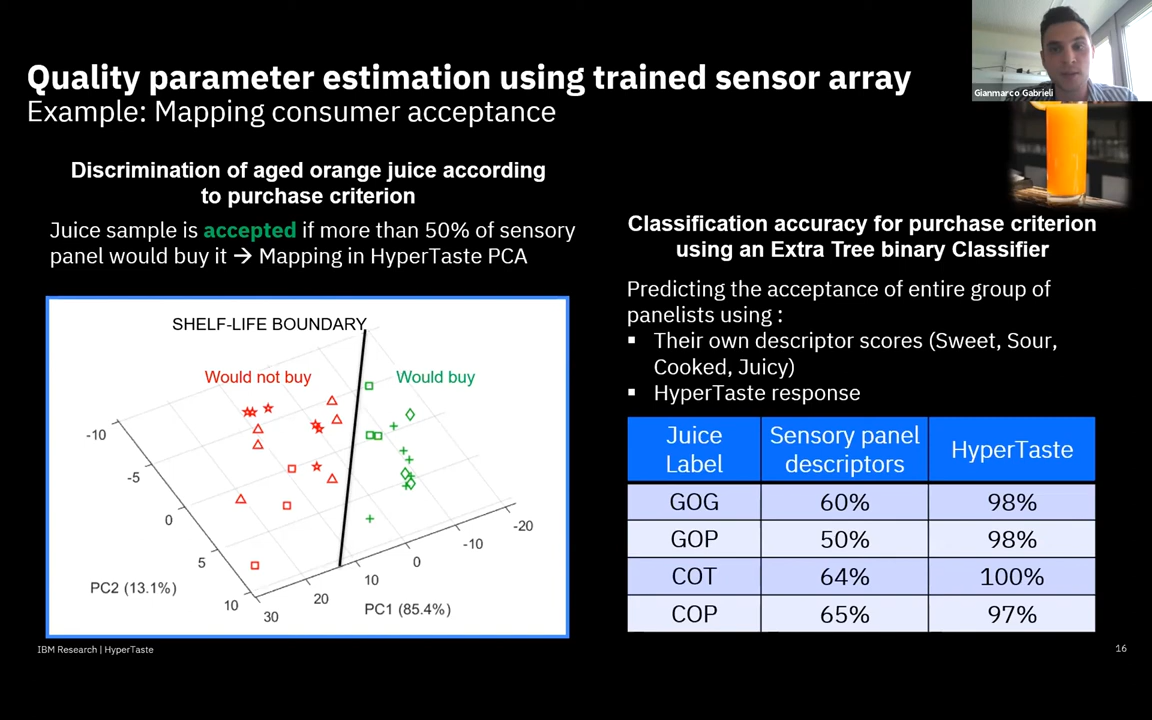 Quality parameter estimation using trained sensor array
Example: Mapping consumer acceptance
Gianmarco Gabrieli
Discrimination of aged orange juice according
to purchase criterion
Juice sample is accepted if more than 50% of sensory
panel would buy it → Mapping in HyperTaste PCA
SHELF-LIFE BOUNDARY
Would not buy
Would buy
-10
-5
0
5
10
PC2 (13.1%)
30
20
10
0
-10
-20
PC1 (85.4%)
Classification accuracy for purchase criterion
using an Extra Tree binary Classifier
Predicting the acceptance of entire group of
panelists using :
▪ Their own descriptor scores (Sweet, Sour,
Cooked, Juicy)
▪ HyperTaste response
Juice Label | Sensory panel descriptors | HyperTaste
GOG | 60% | 98%
GOP | 50% | 98%
COT | 64% | 100%
COP | 65% | 97%
IBM Research | HyperTaste
16